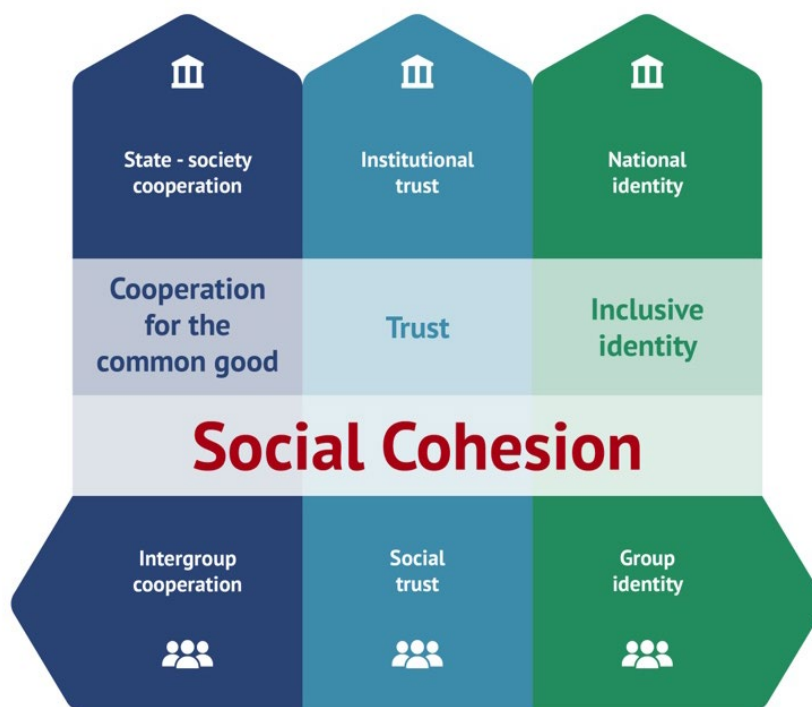 State - society
cooperation
Institutional
trust
National
identity
Cooperation
for the
common good
Trust
Inclusive
identity
Social Cohesion
Intergroup
cooperation
Social
trust
Group
identity